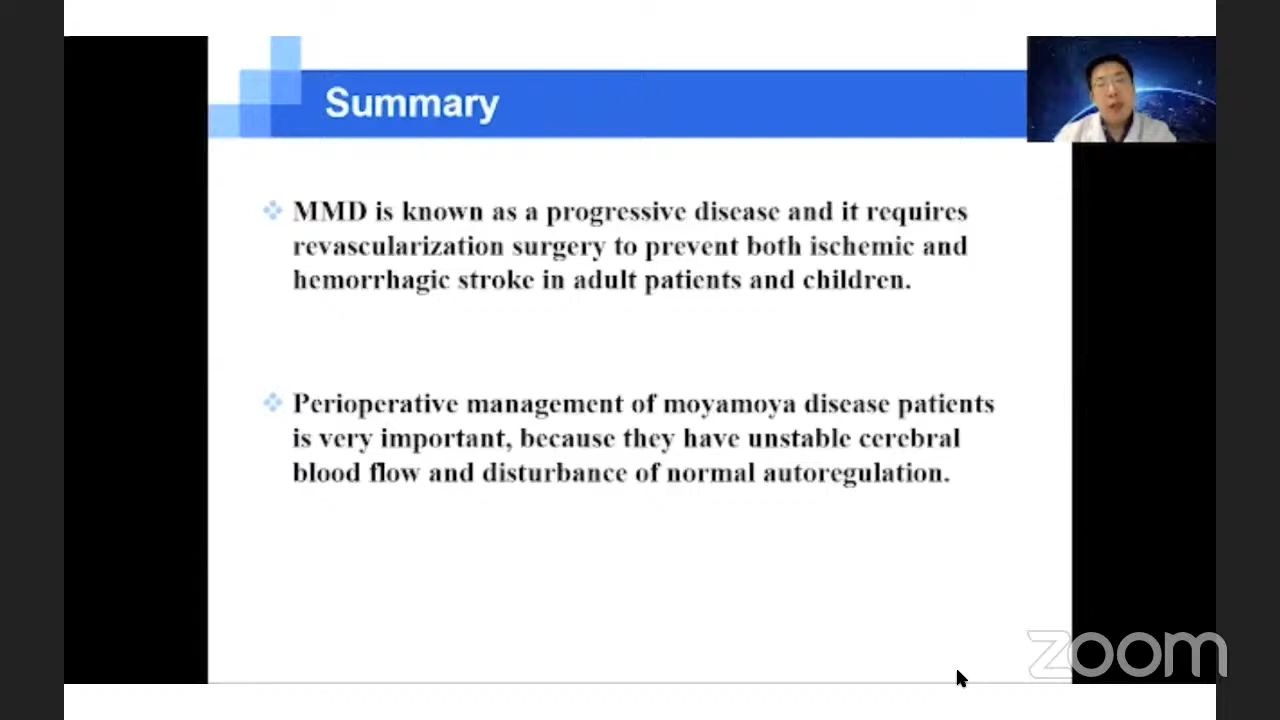 Summary
MMD is known as a progressive disease and it requires
revascularization surgery to prevent both ischemic and
hemorrhagic stroke in adult patients and children.
Perioperative management of moyamoya disease patients
is very important, because they have unstable cerebral
blood flow and disturbance of normal autoregulation.
zoom